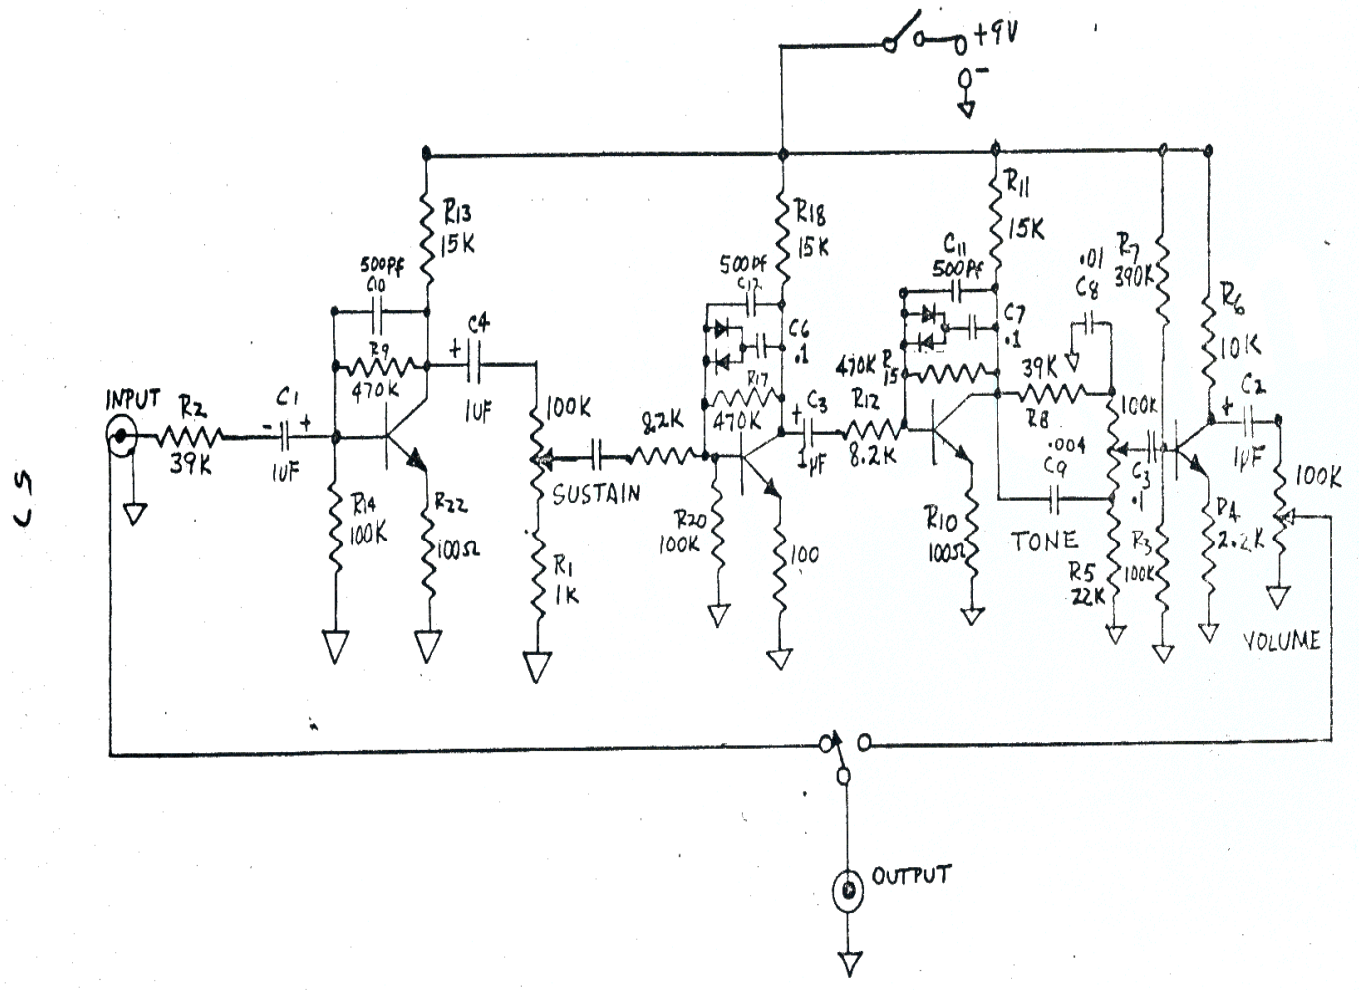 +9V
-
R13
15K
R18
15K
R11
15K
500Pf
C10
500Pf
C12
C11
500Pf
.01
C8
R7
390K
R6
10K
C4
+
1UF
R9
470K
C6
.1
C7
.1
R17
470K
470K R
15
39K
R8
INPUT
R2
39K
C1
- +
1UF
100K
SUSTAIN
82K
+ C3
1µF
R12
8.2K
100K
.004
C9
C3
.1
C2
+
1µF
100K
R14
100K
R22
100Ω
R1
1K
R20
100K
100
R10
100Ω
TONE
R5
22K
R3
100K
R4
2.2K
VOLUME
OUTPUT
CS